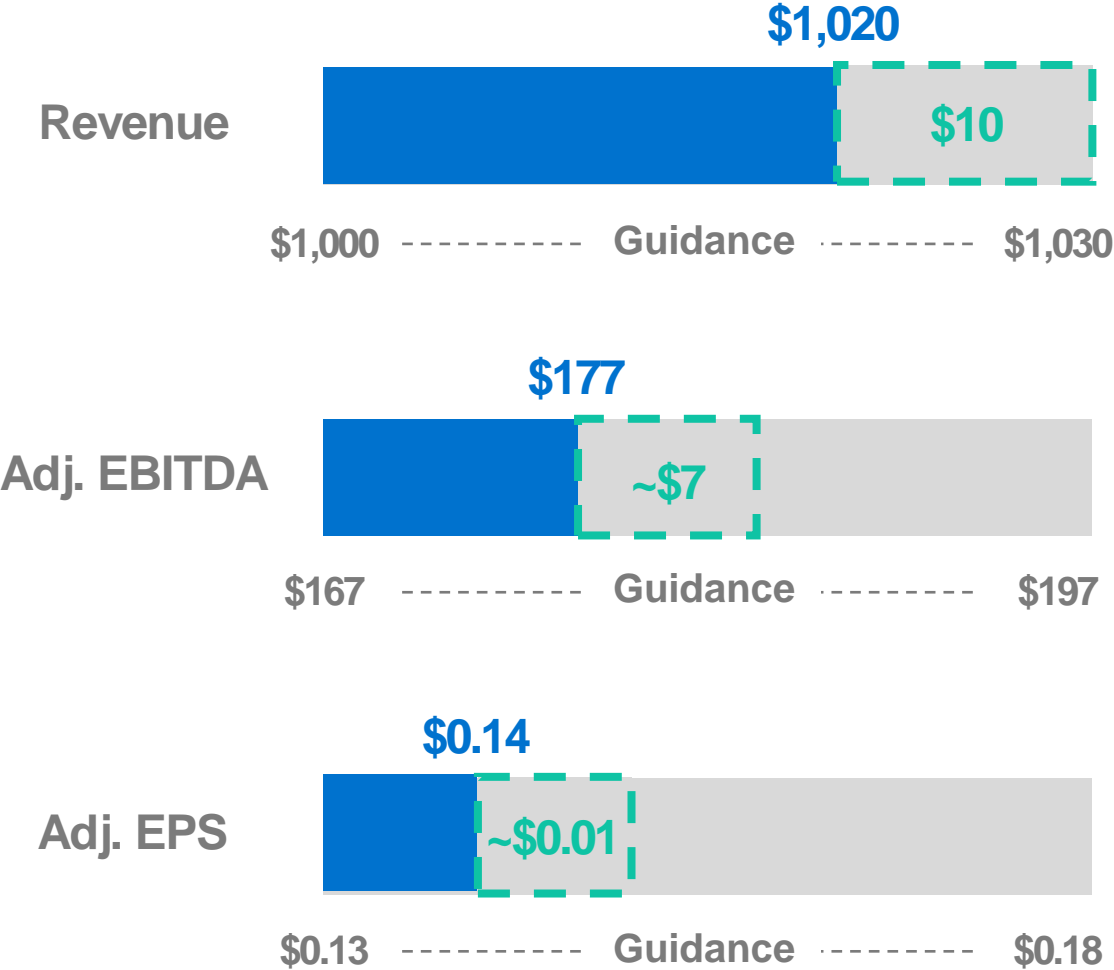 $1,020
Revenue
$10
$1,000 Guidance $1,030
$177
Adj. EBITDA
~$7
$167 Guidance $197
$0.14
Adj. EPS
~$0.01
$0.13 Guidance $0.18